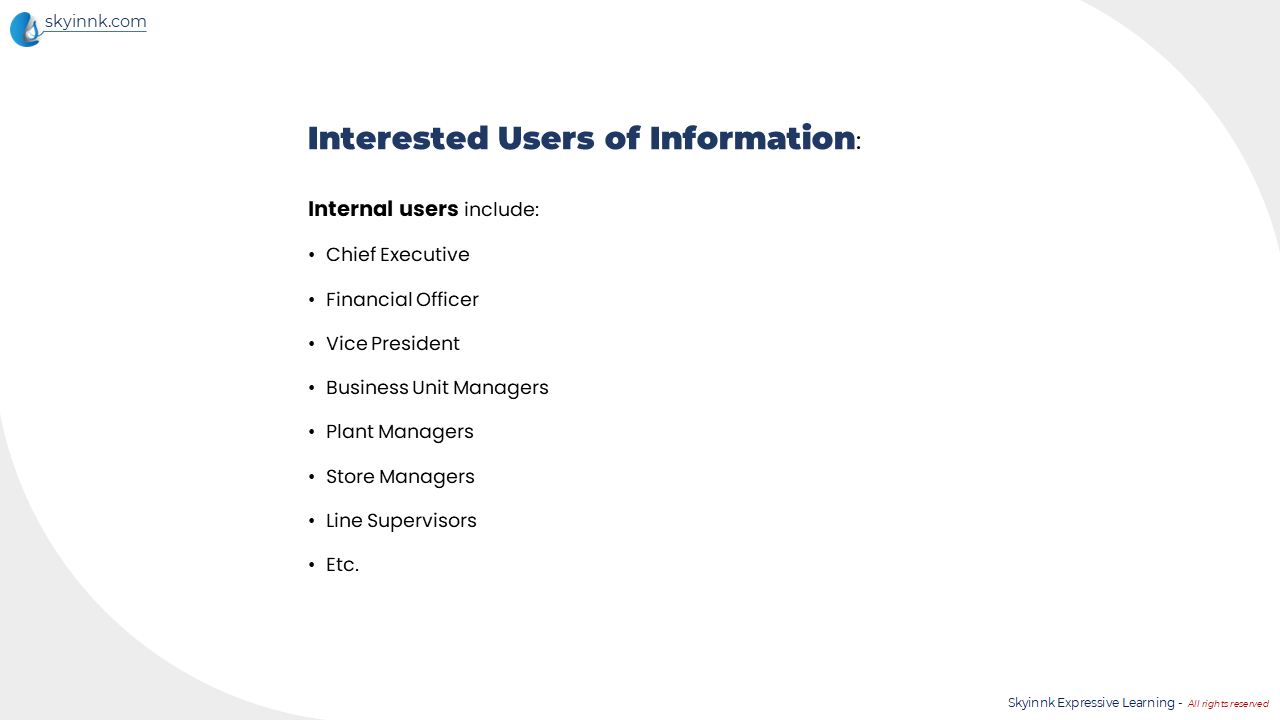 skyinnk.com
Interested Users of Information:
Internal users include:
• Chief Executive
• Financial Officer
• Vice President
• Business Unit Managers
• Plant Managers
• Store Managers
• Line Supervisors
• Etc.
Skyinnk Expressive Learning - All rights reserved